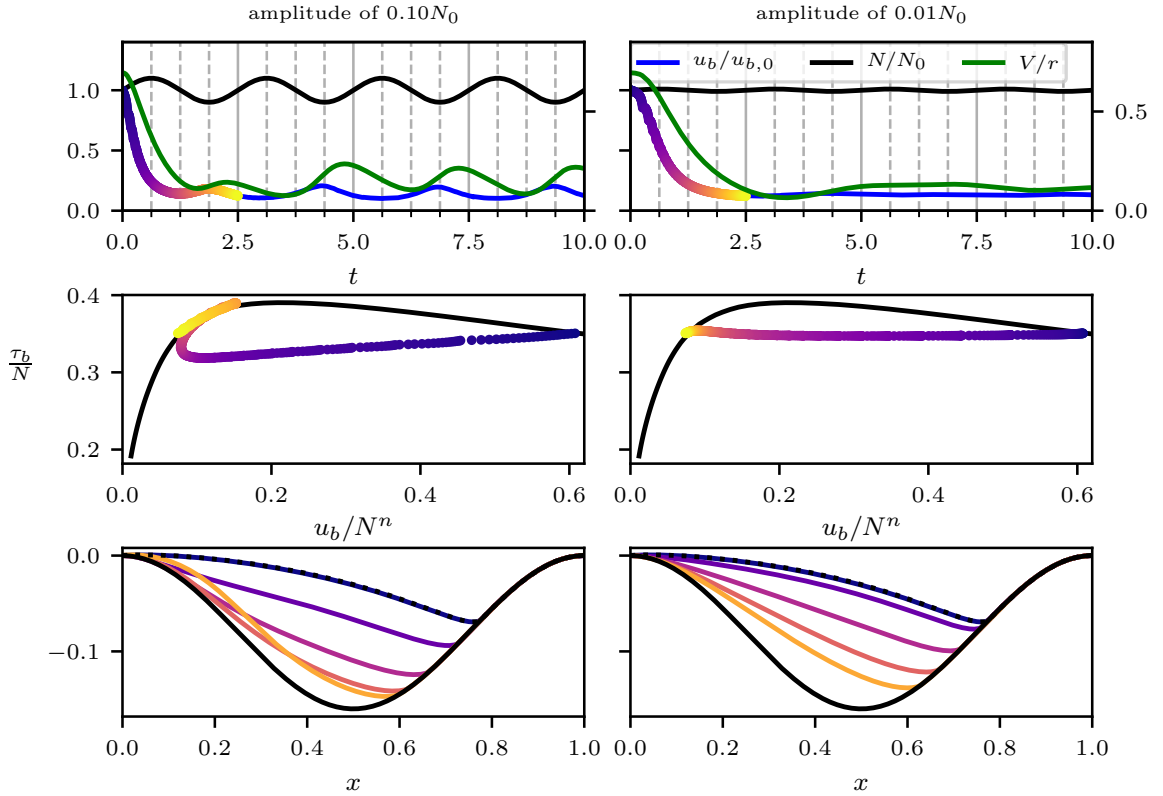 amplitude of 0.10N₀ amplitude of 0.01N₀
u_b/u_{b,0} N/N₀ V/r
1.0 0.5
0.5
0.0 0.0
0.0 2.5 5.0 7.5 10.0 0.0 2.5 5.0 7.5 10.0
t t
0.4
τ_b/N 0.3
0.2
0.0 0.2 0.4 0.6 0.0 0.2 0.4 0.6
u_b/Nⁿ u_b/Nⁿ
0.0
−0.1
0.0 0.2 0.4 0.6 0.8 1.0 0.0 0.2 0.4 0.6 0.8 1.0
x x